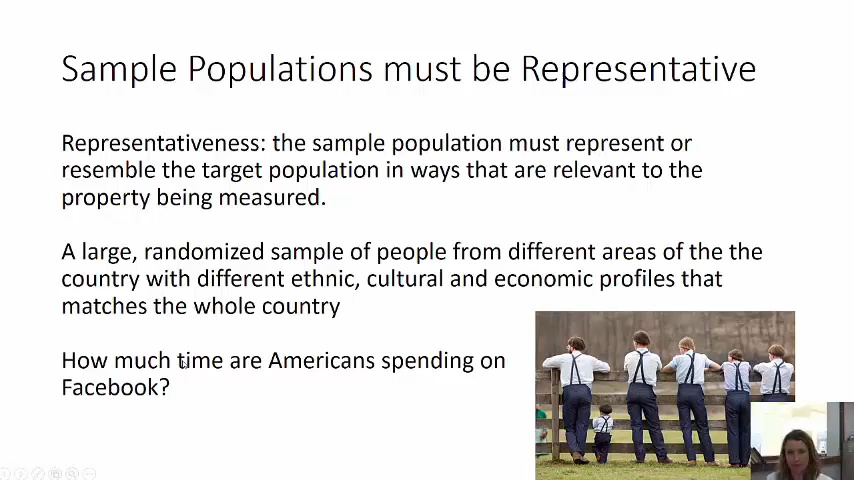 Sample Populations must be Representative
Representativeness: the sample population must represent or
resemble the target population in ways that are relevant to the
property being measured.
A large, randomized sample of people from different areas of the the
country with different ethnic, cultural and economic profiles that
matches the whole country
How much time are Americans spending on
Facebook?